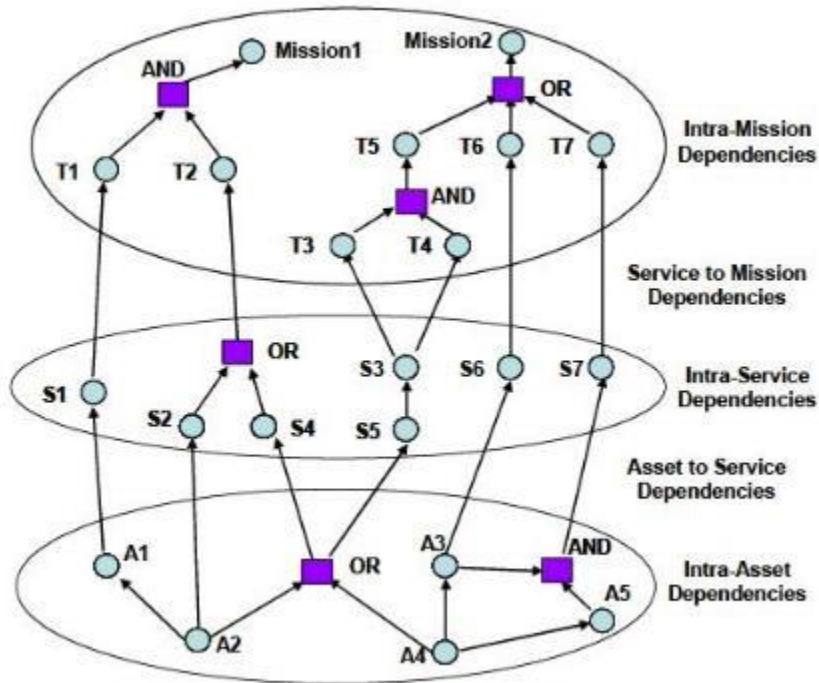 Mission1
Mission2
AND
OR
Intra-Mission
Dependencies
T1
T2
T5
T6
T7
AND
T3
T4
Service to Mission
Dependencies
OR
S1
S2
S4
S3
S5
S6
S7
Intra-Service
Dependencies
Asset to Service
Dependencies
A1
OR
A3
AND
Intra-Asset
Dependencies
A2
A4
A5